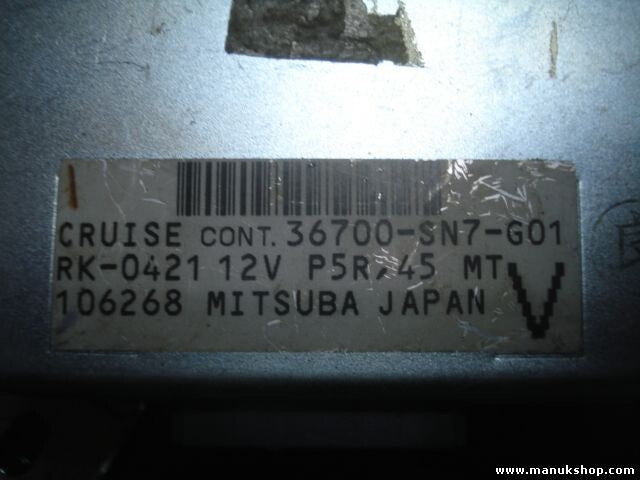 CRUISE CONT. 36700-SN7-G01
RK-0421 12V P5R,45 MT
106268 MITSUBA JAPAN V
www.manukshop.com